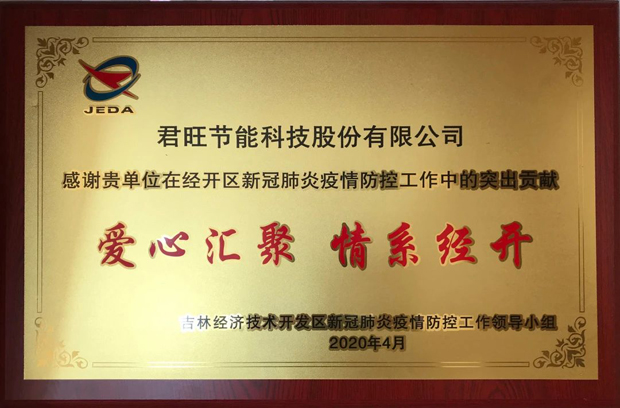 JEDA
君旺节能科技股份有限公司
感谢贵单位在经开区新冠肺炎疫情防控工作中的突出贡献
爱心汇聚 情系经开
吉林经济技术开发区新冠肺炎疫情防控工作领导小组
2020年4月